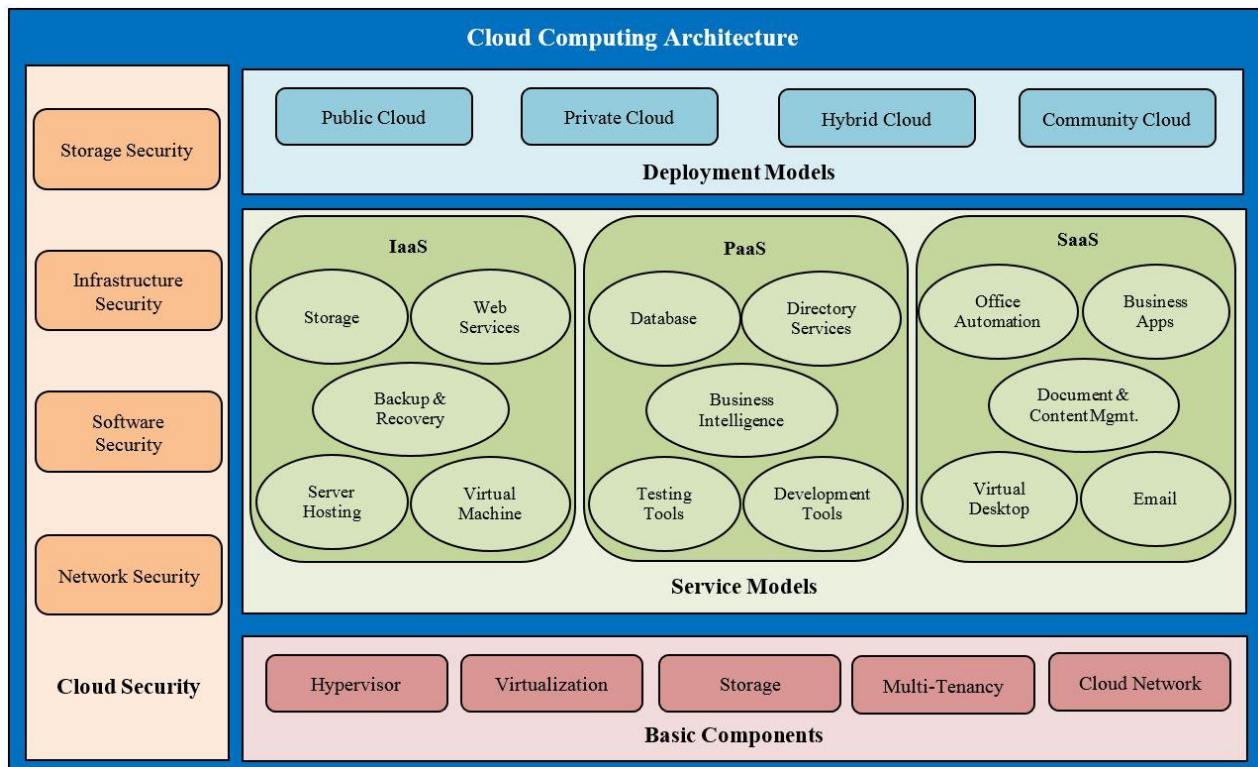 Cloud Computing Architecture
Storage Security
Infrastructure
Security
Software
Security
Network Security
Cloud Security
Public Cloud
Private Cloud
Hybrid Cloud
Community Cloud
Deployment Models
IaaS
Storage
Web
Services
Backup &
Recovery
Server
Hosting
Virtual
Machine
PaaS
Database
Directory
Services
Business
Intelligence
Testing
Tools
Development
Tools
SaaS
Office
Automation
Business
Apps
Document &
Content Mgmt.
Virtual
Desktop
Email
Service Models
Hypervisor
Virtualization
Storage
Multi-Tenancy
Cloud Network
Basic Components